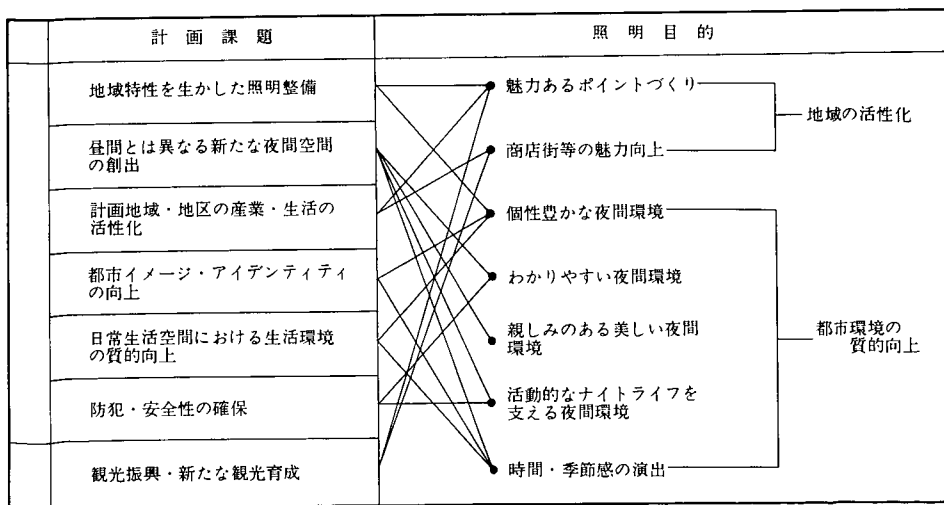 計画課題
照明目的
地域特性を生かした照明整備
昼間とは異なる新たな夜間空間
の創出
計画地域・地区の産業・生活の
活性化
都市イメージ・アイデンティティ
の向上
日常生活空間における生活環境
の質的向上
防犯・安全性の確保
観光振興・新たな観光育成
魅力あるポイントづくり
商店街等の魅力向上
個性豊かな夜間環境
わかりやすい夜間環境
親しみのある美しい夜間
環境
活動的なナイトライフを
支える夜間環境
時間・季節感の演出
地域の活性化
都市環境の
質的向上